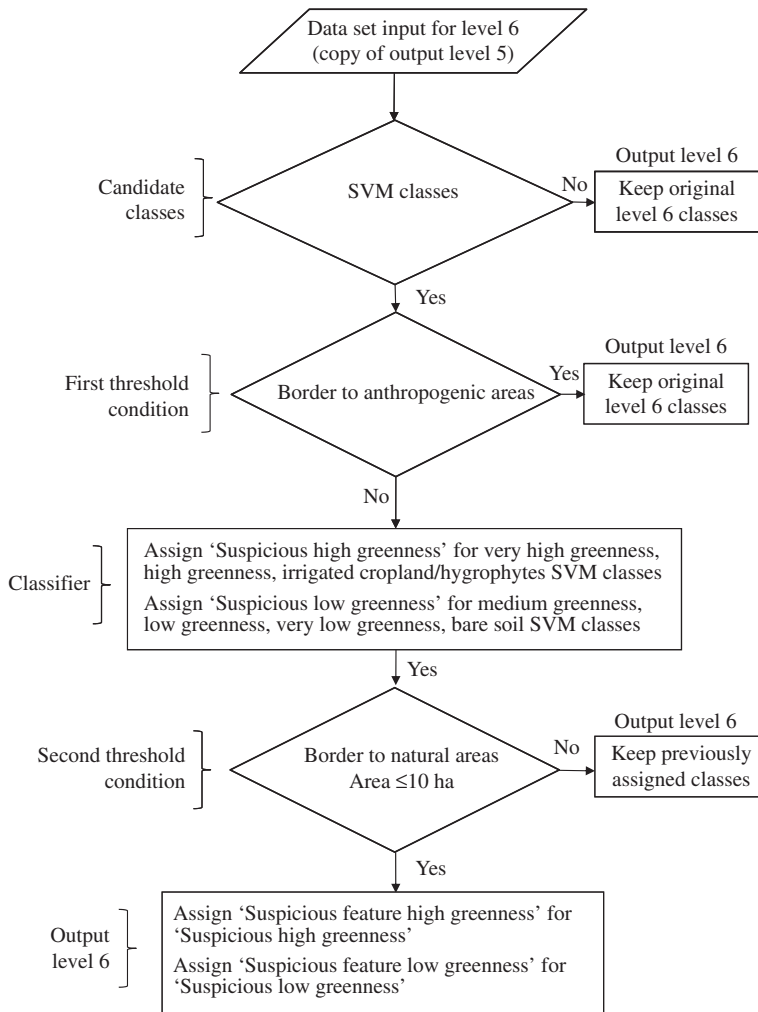 Data set input for level 6
(copy of output level 5)
Candidate
classes
SVM classes
No
Output level 6
Keep original
level 6 classes
Yes
First threshold
condition
Border to anthropogenic areas
Yes
Output level 6
Keep original
level 6 classes
No
Classifier
Assign ‘Suspicious high greenness’ for very high greenness,
high greenness, irrigated cropland/hygrophytes SVM classes
Assign ‘Suspicious low greenness’ for medium greenness,
low greenness, very low greenness, bare soil SVM classes
Yes
Second threshold
condition
Border to natural areas
Area ≤10 ha
No
Output level 6
Keep previously
assigned classes
Yes
Output
level 6
Assign ‘Suspicious feature high greenness’ for
‘Suspicious high greenness’
Assign ‘Suspicious feature low greenness’ for
‘Suspicious low greenness’